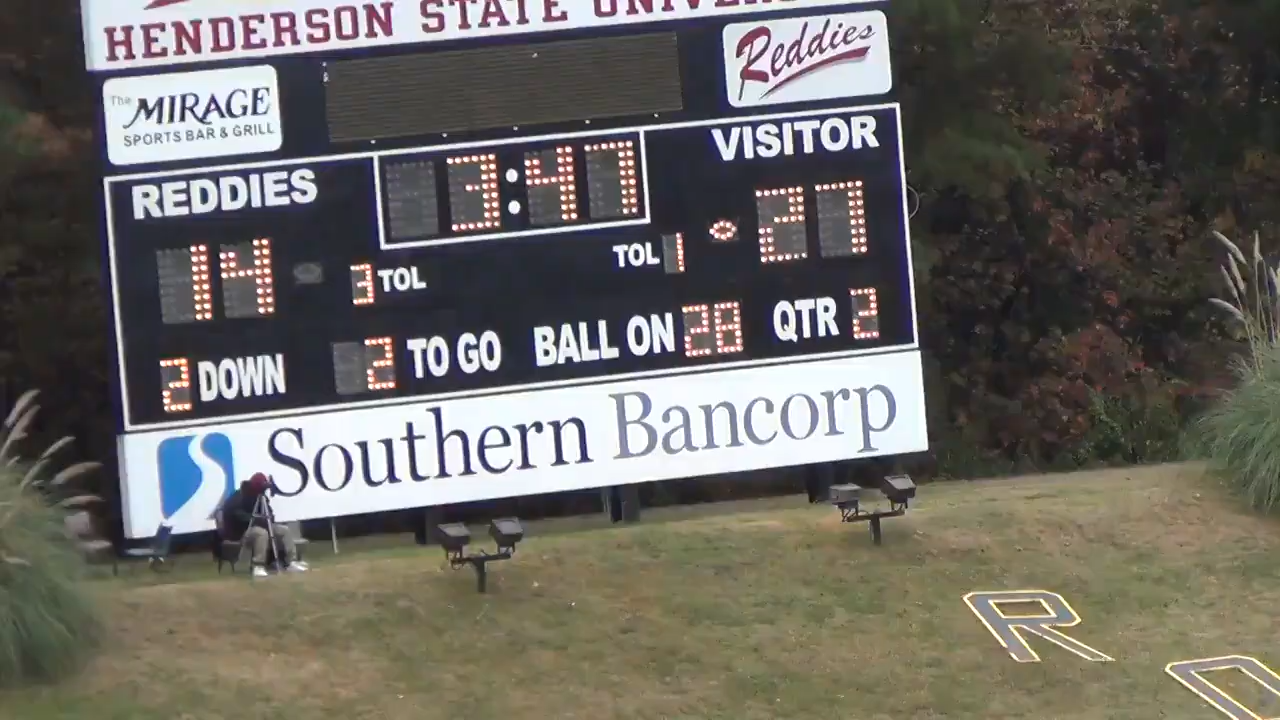 HENDERSON STATE UNIVERS
The MIRAGE
SPORTS BAR & GRILL
Reddies
REDDIES
3:47
VISITOR
14
3 TOL
TOL 1
27
2 DOWN
2 TO GO
BALL ON 28
QTR 2
Southern Bancorp
R